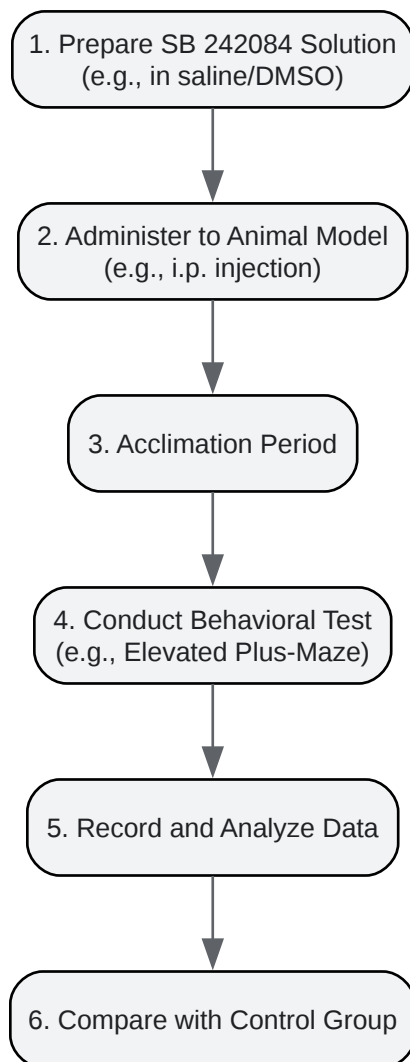 1. Prepare SB 242084 Solution
(e.g., in saline/DMSO)
2. Administer to Animal Model
(e.g., i.p. injection)
3. Acclimation Period
4. Conduct Behavioral Test
(e.g., Elevated Plus-Maze)
5. Record and Analyze Data
6. Compare with Control Group